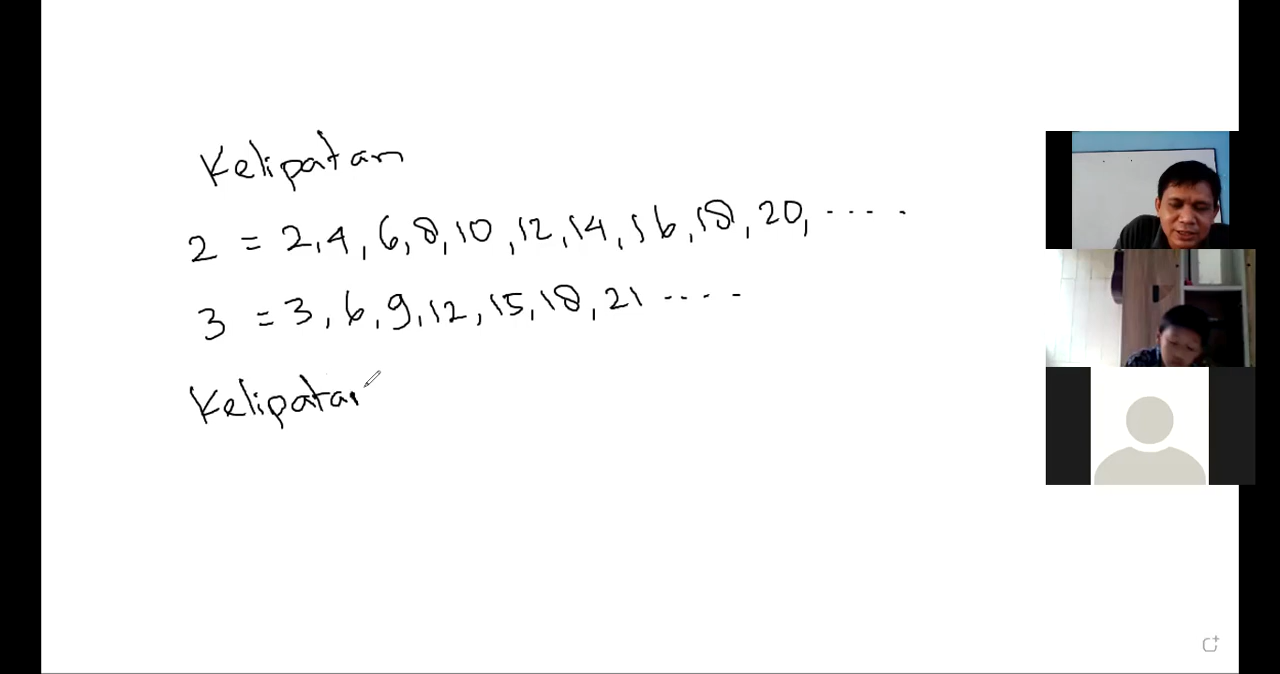 Kelipatan
2 = 2, 4, 6, 8, 10, 12, 14, 16, 18, 20, ....
3 = 3, 6, 9, 12, 15, 18, 21 ....
Kelipatan